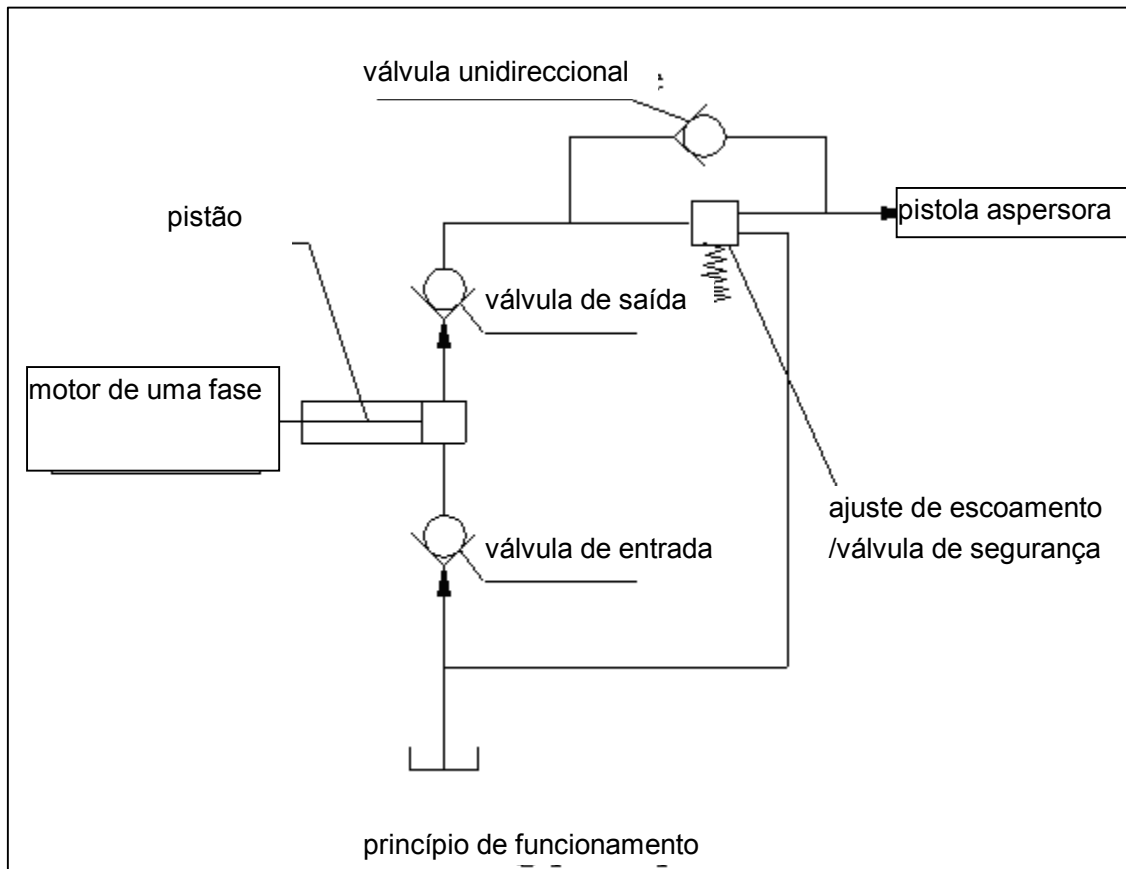 válvula unidireccional
pistão
pistola aspersora
válvula de saída
motor de uma fase
ajuste de escoamento
/válvula de segurança
válvula de entrada
princípio de funcionamento